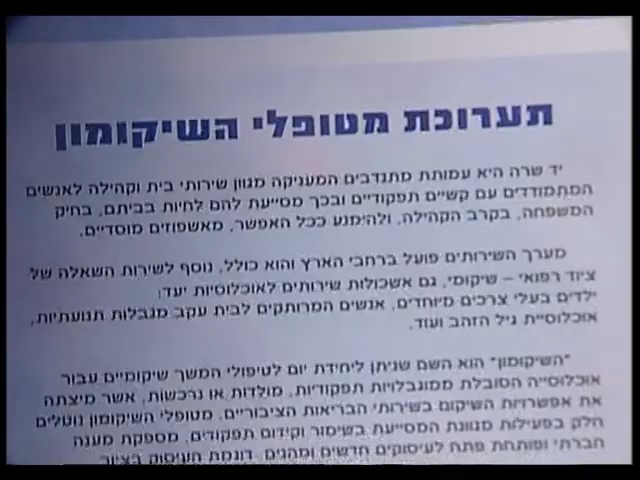 תערוכת מטופלי השיקומון
יד שרה היא עמותת מתנדבים המעניקה מגוון שירותי בית וקהילה לאנשים
המתמודדים עם קשיים תפקודיים ובכך מסייעת להם לחיות בביתם, בחיק
המשפחה, בקרב הקהילה, ולהימנע ככל האפשר, מאשפוזים מוסדיים.
מערך השירותים פועל ברחבי הארץ והוא כולל, נוסף לשירות השאלה של
ציוד רפואי – שיקומי, גם אשכולות שירותים לאוכלוסיות יעד:
ילדים בעלי צרכים מיוחדים, אנשים המרותקים לבית עקב מגבלות תנועתיות,
אוכלוסיית גיל הזהב ועוד.
"השיקומון" הוא השם שניתן ליחידת יום לטיפולי המשך שיקומיים עבור
אוכלוסייה הסובלת ממוגבלויות תפקודיות, מולדות או נרכשות, אשר מיצתה
את אפשרויות השיקום בשירותי הבריאות הציבוריים. מטופלי השיקומון נוטלים
חלק בפעילות מגוונת המסייעת בשימור וקידום תפקודים, מספקת מענה
חברתי ופותחת פתח לעיסוקים חדשים ומהנים. דוגמת העיסוק בציור